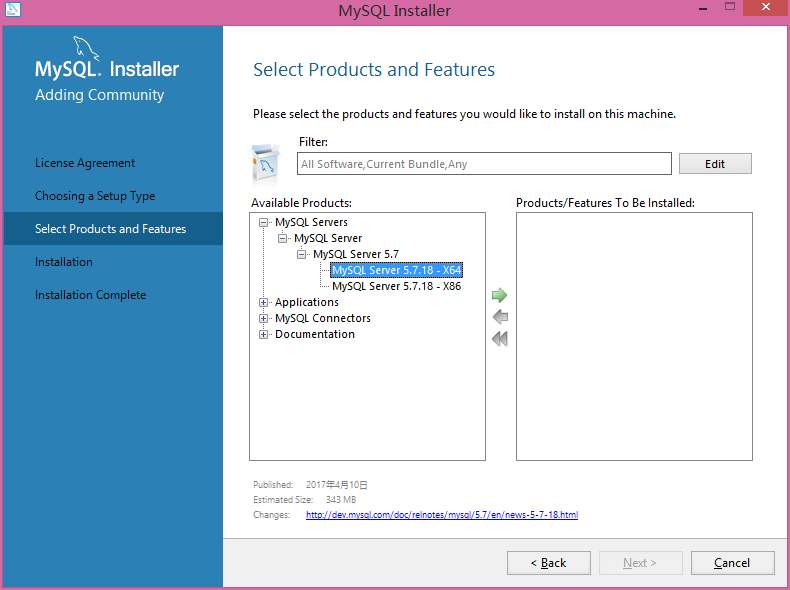 MySQL Installer
MySQL. Installer
Adding Community
License Agreement
Choosing a Setup Type
Select Products and Features
Installation
Installation Complete
Select Products and Features
Please select the products and features you would like to install on this machine.
Filter:
All Software,Current Bundle,Any
Edit
Available Products:
MySQL Servers
MySQL Server
MySQL Server 5.7
MySQL Server 5.7.18 - X64
MySQL Server 5.7.18 - X86
Applications
MySQL Connectors
Documentation
Products/Features To Be Installed:
Published: 2017年4月10日
Estimated Size: 343 MB
Changes: http://dev.mysql.com/doc/relnotes/mysql/5.7/en/news-5-7-18.html
< Back
Next >
Cancel